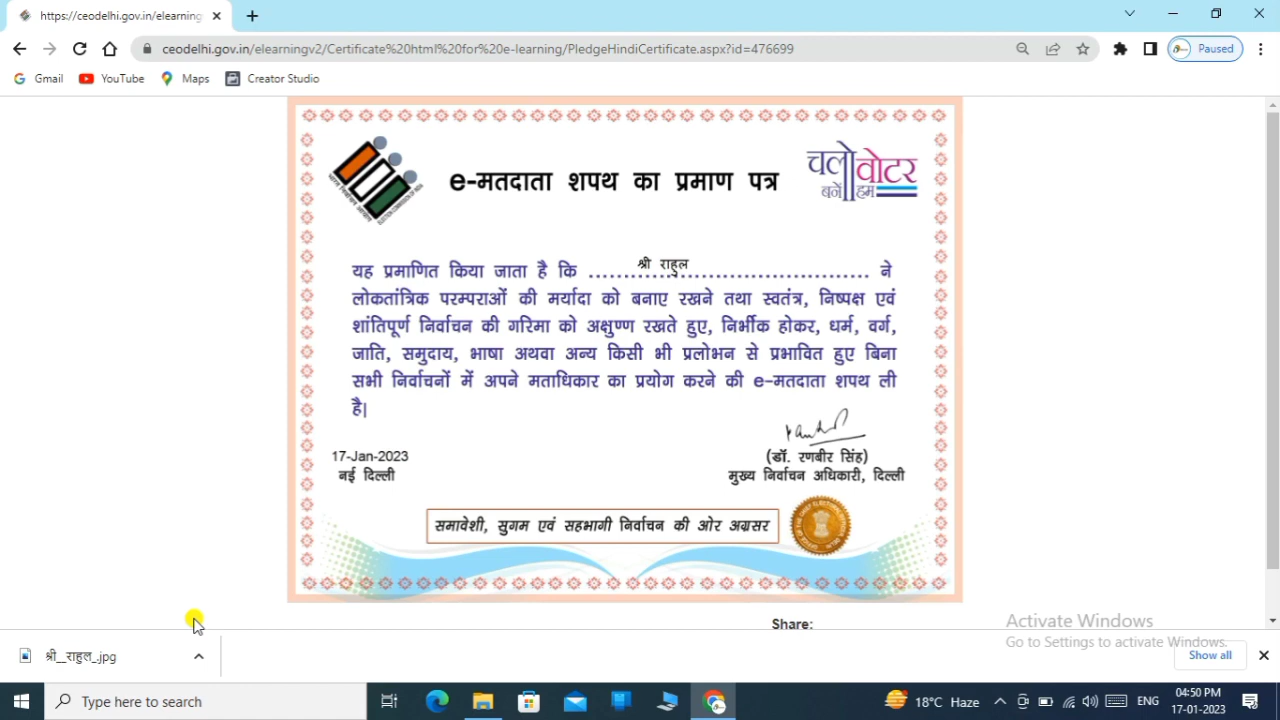 https://ceodelhi.gov.in/elearning
ceodelhi.gov.in/elearningv2/Certificate%20html%20for%20e-learning/PledgeHindiCertificate.aspx?id=476699
Paused
Gmail
YouTube
Maps
Creator Studio
e-मतदाता शपथ का प्रमाण पत्र
चलो वोटर
बनें हम
यह प्रमाणित किया जाता है कि ..... श्री राहुल ..... ने
लोकतांत्रिक परम्पराओं की मर्यादा को बनाए रखने तथा स्वतंत्र, निष्पक्ष एवं
शांतिपूर्ण निर्वाचन की गरिमा को अक्षुण्ण रखते हुए, निर्भीक होकर, धर्म, वर्ग,
जाति, समुदाय, भाषा अथवा अन्य किसी भी प्रलोभन से प्रभावित हुए बिना
सभी निर्वाचनों में अपने मताधिकार का प्रयोग करने की e-मतदाता शपथ ली
है|
17-Jan-2023
नई दिल्ली
(डॉ. रणबीर सिंह)
मुख्य निर्वाचन अधिकारी, दिल्ली
समावेशी, सुगम एवं सहभागी निर्वाचन की ओर अग्रसर
Share:
Activate Windows
Go to Settings to activate Windows.
श्री__राहुल_.jpg
Show all
Type here to search
18°C Haze
ENG
04:50 PM
17-01-2023